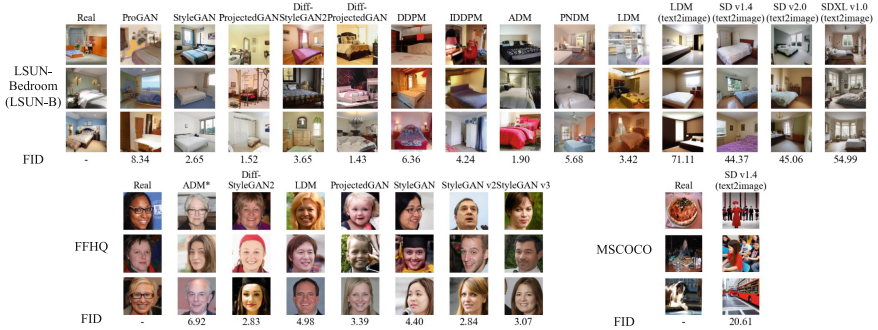 Real ProGAN StyleGAN ProjectedGAN Diff-StyleGAN2 Diff-ProjectedGAN DDPM IDDPM ADM PNDM LDM LDM (text2image) SD v1.4 (text2image) SD v2.0 (text2image) SDXL v1.0 (text2image)
LSUN-
Bedroom
(LSUN-B)
FID - 8.34 2.65 1.52 3.65 1.43 6.36 4.24 1.90 5.68 3.42 71.11 44.37 45.06 54.99
Real ADM* Diff-StyleGAN2 LDM ProjectedGAN StyleGAN StyleGAN v2 StyleGAN v3
FFHQ
FID - 6.92 2.83 4.98 3.39 4.40 2.84 3.07
Real SD v1.4 (text2image)
MSCOCO
FID - 20.61